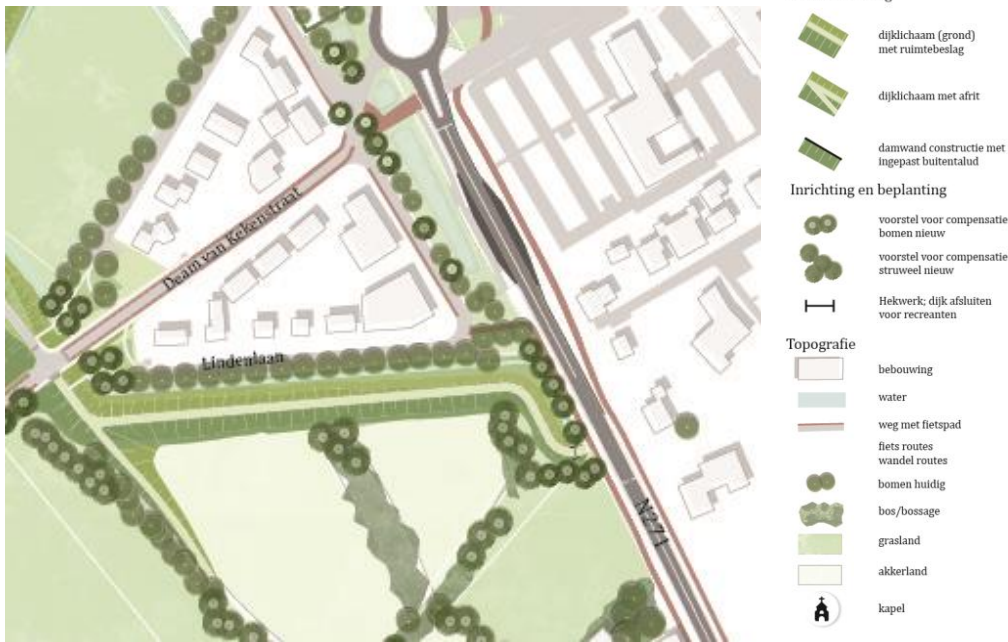 Deam van Kekenstraat
Lindenlaan
N271
dijklichaam (grond)
met ruimtebeslag
dijklichaam met afrit
damwand constructie met
ingepast buitentalud
Inrichting en beplanting
voorstel voor compensatie
bomen nieuw
voorstel voor compensatie
struweel nieuw
Hekwerk; dijk afsluiten
voor recreanten
Topografie
bebouwing
water
weg met fietspad
fiets routes
wandel routes
bomen huidig
bos/bossage
grasland
akkerland
kapel